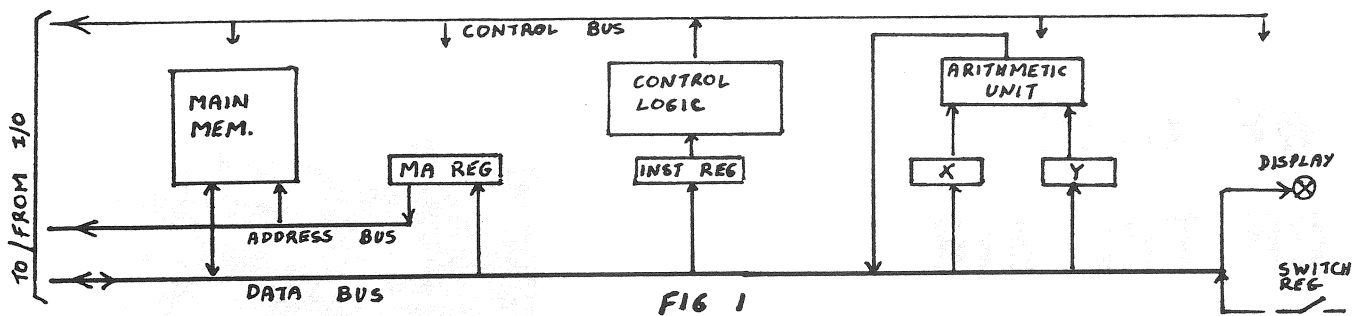 CONTROL BUS
MAIN
MEM.
CONTROL
LOGIC
ARITHMETIC
UNIT
MA REG
INST REG
X
Y
DISPLAY
TO/FROM I/O
ADDRESS BUS
DATA BUS
SWITCH
REG
FIG 1